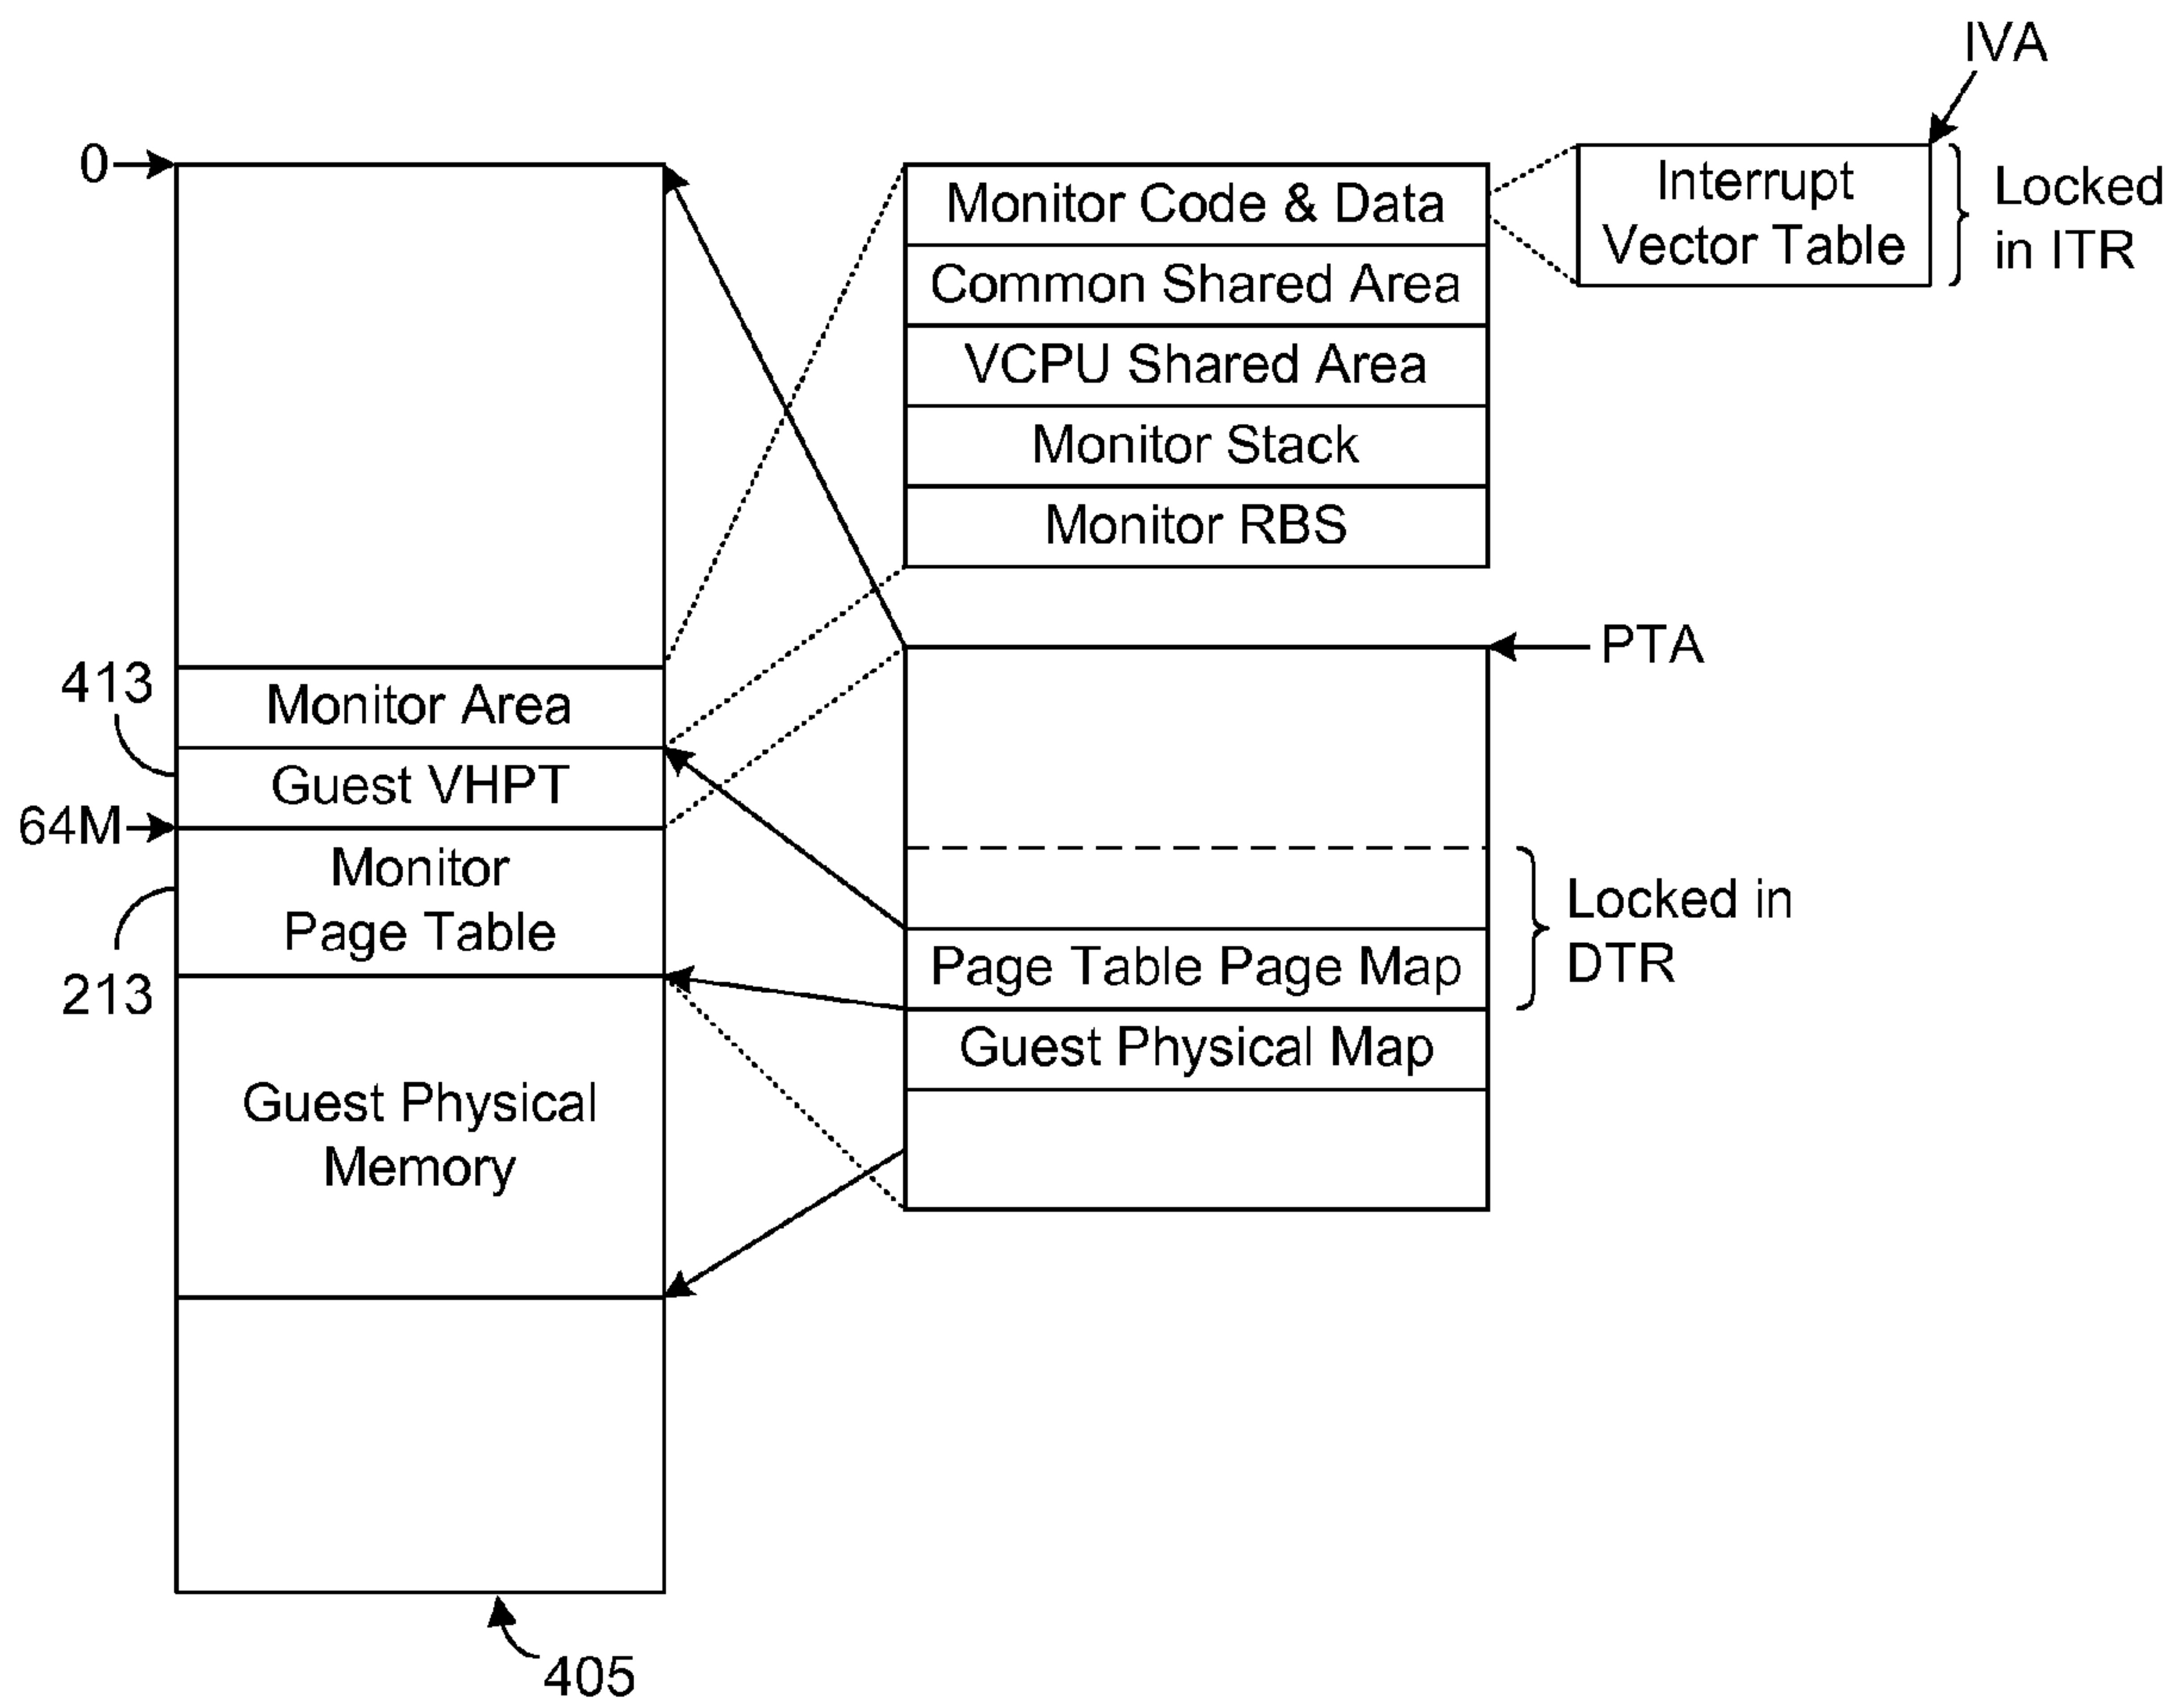 IVA
0
Monitor Code & Data
Interrupt
Vector Table
Locked
in ITR
Common Shared Area
VCPU Shared Area
Monitor Stack
Monitor RBS
PTA
413
Monitor Area
Guest VHPT
64M
Monitor
Page Table
213
Locked in
DTR
Page Table Page Map
Guest Physical Map
Guest Physical
Memory
405